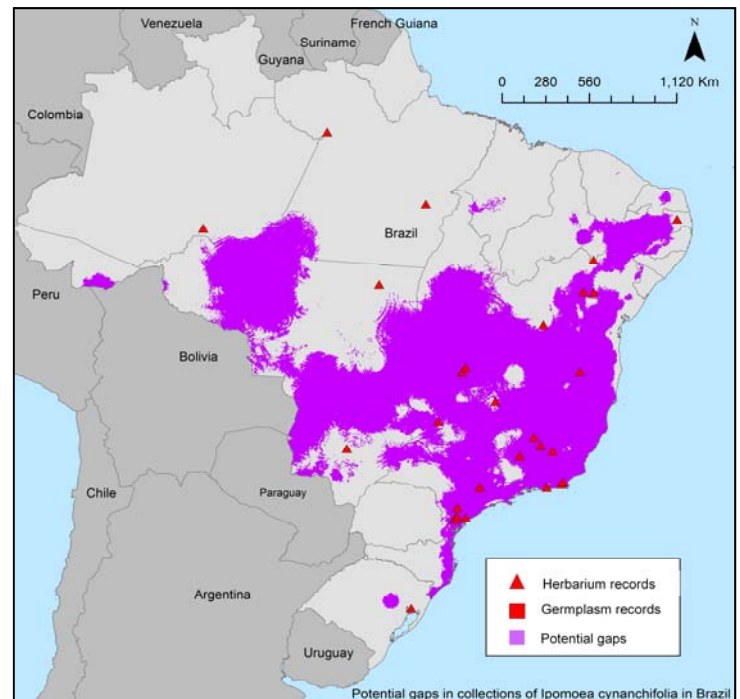 Venezuela
French Guiana
Suriname
Guyana
N
Colombia
0 280 560 1,120 Km
Brazil
Peru
Bolivia
Paraguay
Chile
Argentina
Uruguay
Herbarium records
Germplasm records
Potential gaps
Potential gaps in collections of Ipomoea cynanchifolia in Brazil